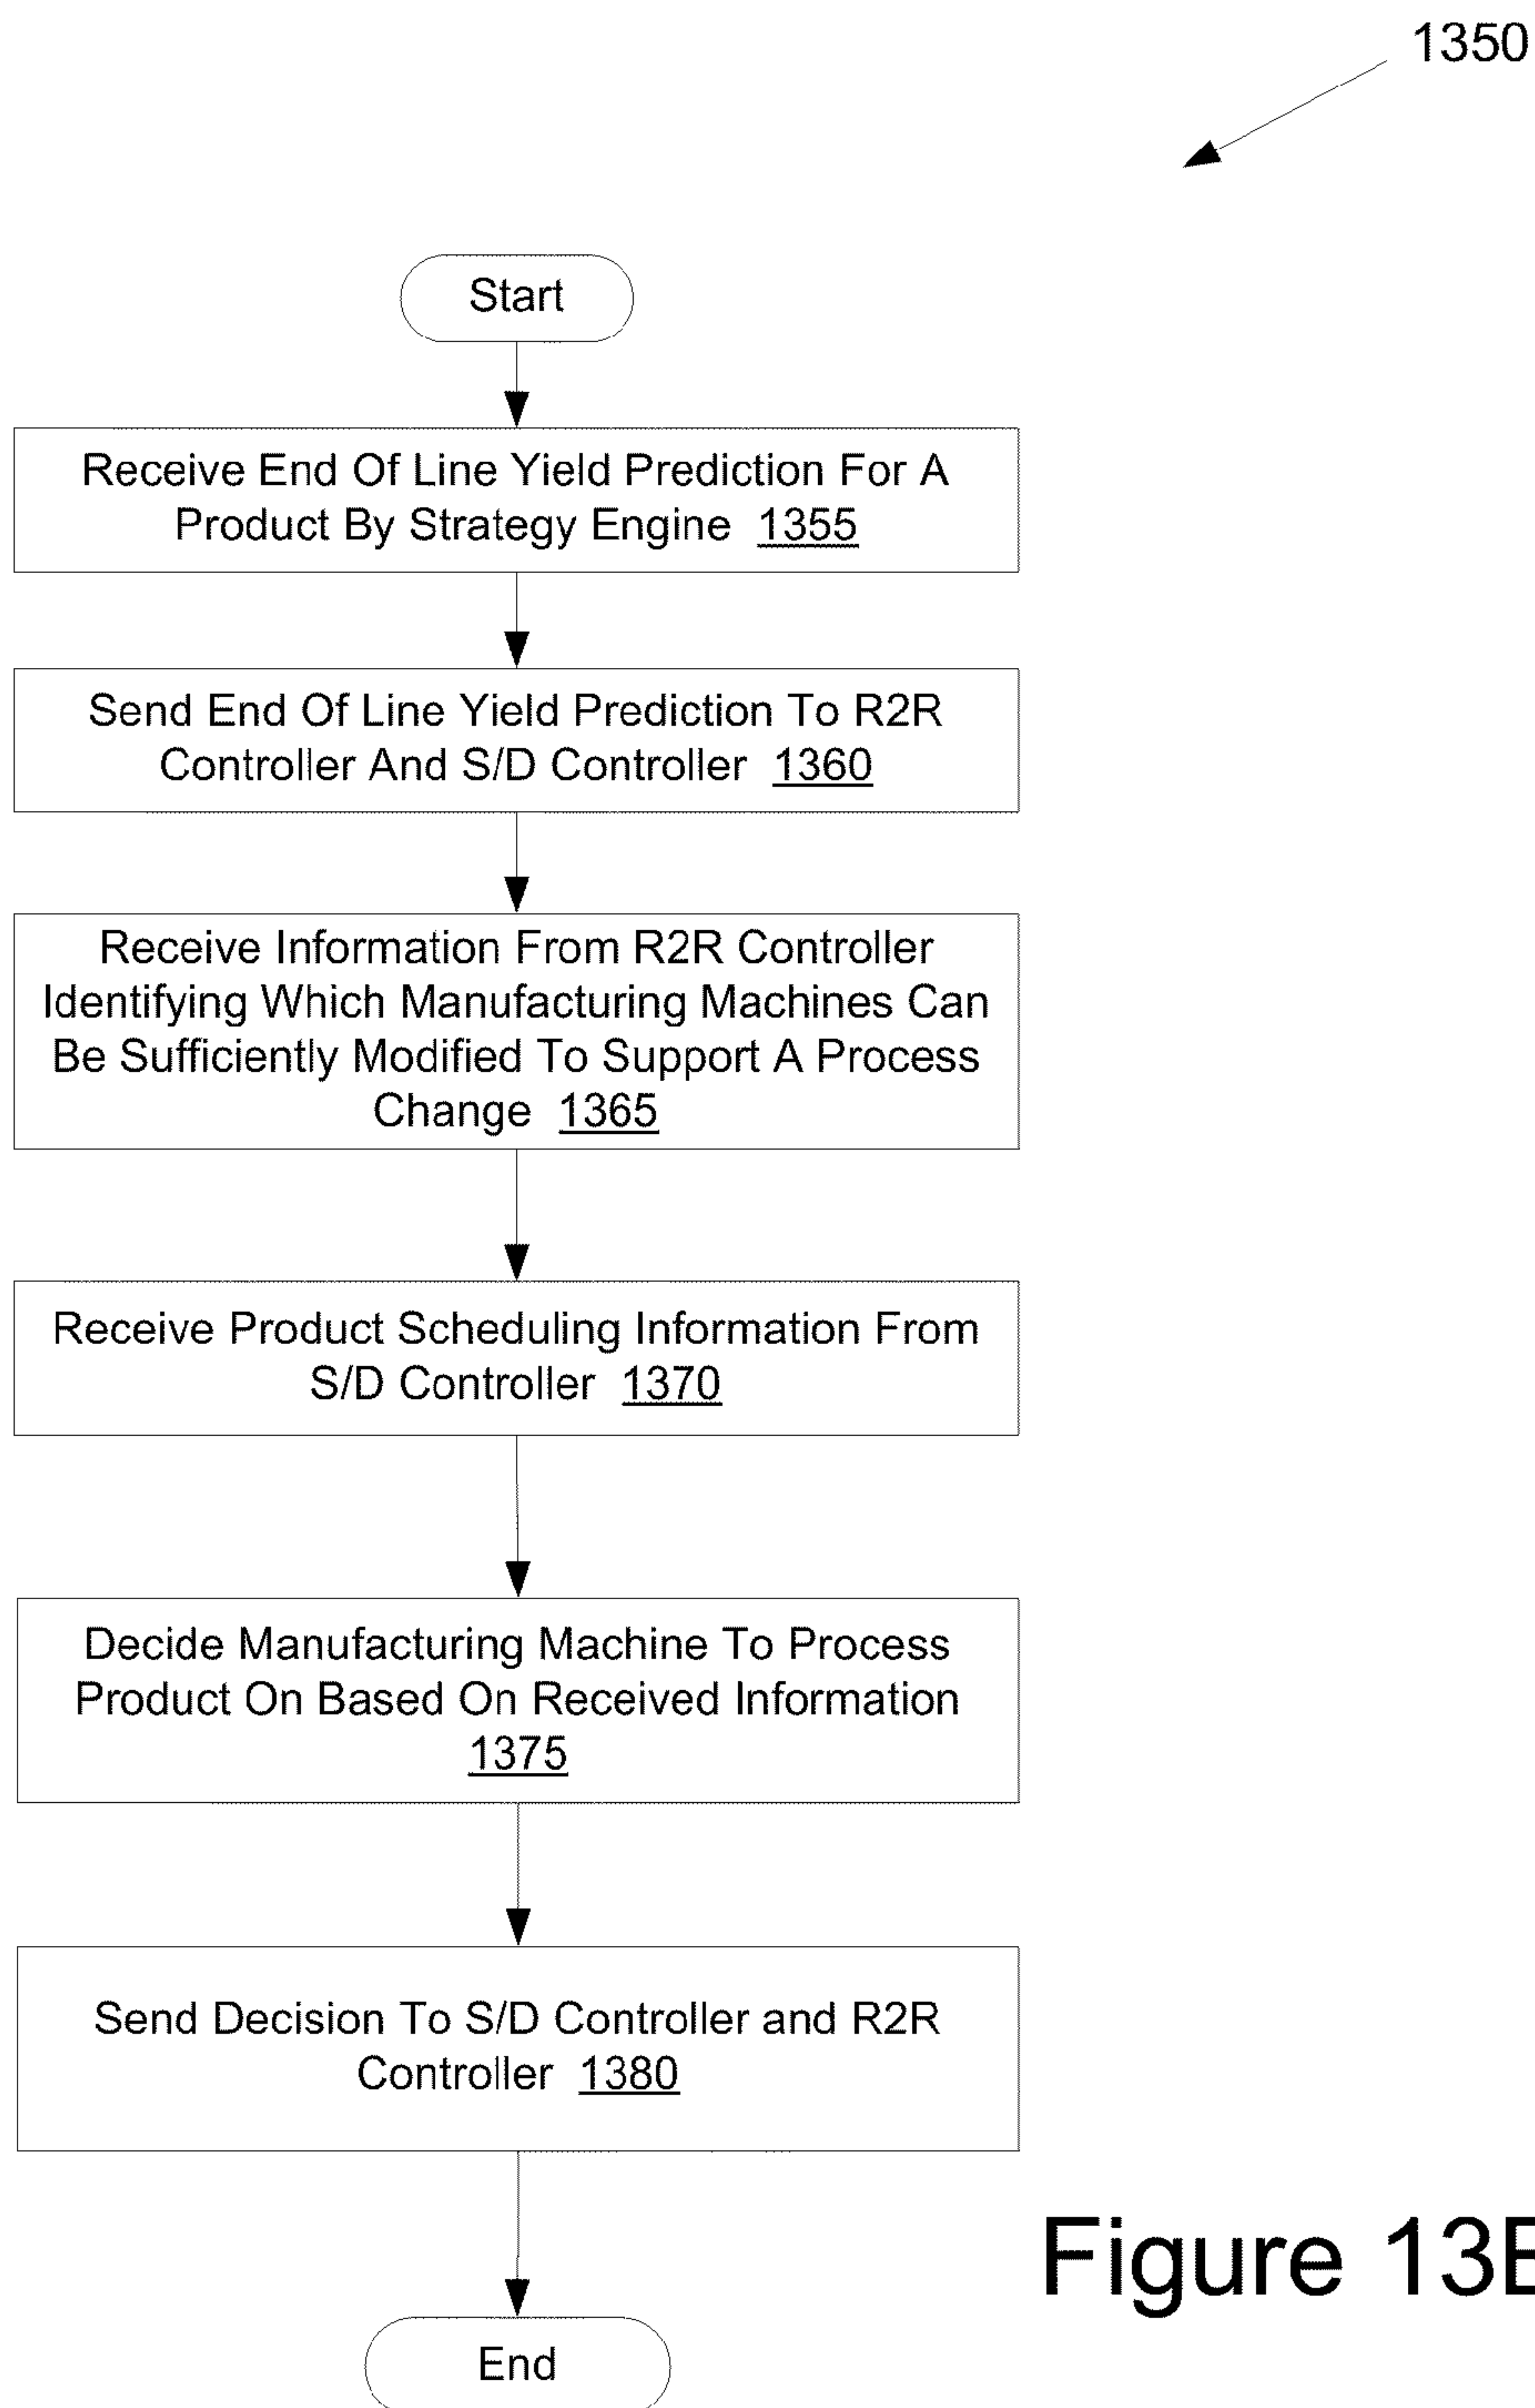 1350
Start
Receive End Of Line Yield Prediction For A
Product By Strategy Engine 1355
Send End Of Line Yield Prediction To R2R
Controller And S/D Controller 1360
Receive Information From R2R Controller
Identifying Which Manufacturing Machines Can
Be Sufficiently Modified To Support A Process
Change 1365
Receive Product Scheduling Information From
S/D Controller 1370
Decide Manufacturing Machine To Process
Product On Based On Received Information
1375
Send Decision To S/D Controller and R2R
Controller 1380
End
Figure